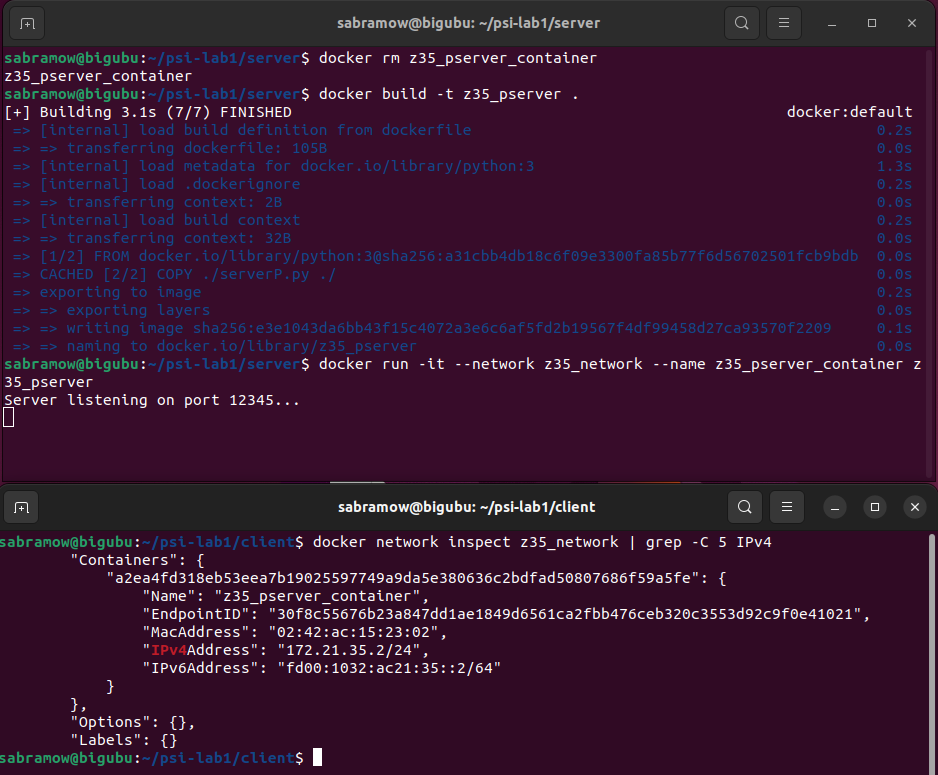 sabramow@bigubu: ~/psi-lab1/server
sabramow@bigubu:~/psi-lab1/server$ docker rm z35_pserver_container
z35_pserver_container
sabramow@bigubu:~/psi-lab1/server$ docker build -t z35_pserver .
[+] Building 3.1s (7/7) FINISHED docker:default
=> [internal] load build definition from dockerfile 0.2s
=> => transferring dockerfile: 105B 0.0s
=> [internal] load metadata for docker.io/library/python:3 1.3s
=> [internal] load .dockerignore 0.2s
=> => transferring context: 2B 0.0s
=> [internal] load build context 0.0s
=> => transferring context: 32B 0.0s
=> [1/2] FROM docker.io/library/python:3@sha256:a31cbb4db18c6f09e3300fa85b77f6d56702501fcb9bdb 0.0s
=> CACHED [2/2] COPY ./serverP.py ./ 0.0s
=> exporting to image 0.2s
=> => exporting layers 0.0s
=> => writing image sha256:e3e1043da6bb43f15c4072a3e6c6af5fd2b19567f4df99458d27ca93570f2209 0.1s
=> => naming to docker.io/library/z35_pserver 0.0s
sabramow@bigubu:~/psi-lab1/server$ docker run -it --network z35_network --name z35_pserver_container z
35_pserver
Server listening on port 12345...
sabramow@bigubu: ~/psi-lab1/client
sabramow@bigubu:~/psi-lab1/client$ docker network inspect z35_network | grep -C 5 IPv4
"Containers": {
"a2ea4fd318eb53eea7b19025597749a9da5e380636c2bdfad50807686f59a5fe": {
"Name": "z35_pserver_container",
"EndpointID": "30f8c55676b23a847dd1ae1849d6561ca2fbb476ceb320c3553d92c9f0e41021",
"MacAddress": "02:42:ac:15:23:02",
"IPv4Address": "172.21.35.2/24",
"IPv6Address": "fd00:1032:ac21:35::2/64"
}
},
"Options": {},
"Labels": {}
sabramow@bigubu:~/psi-lab1/client$